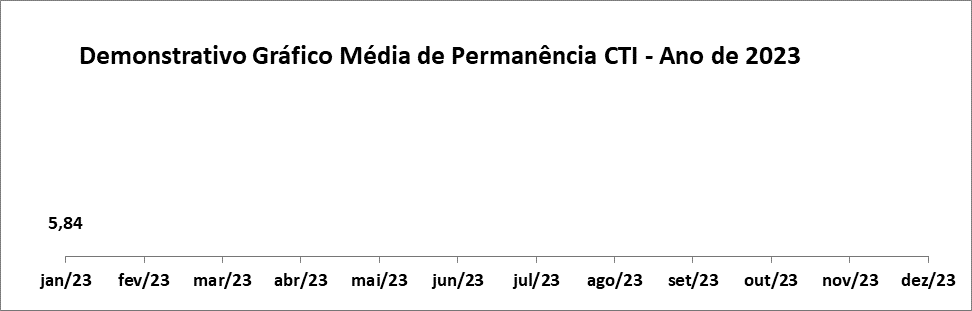 Demonstrativo Gráfico Média de Permanência CTI - Ano de 2023
5,84
jan/23 fev/23 mar/23 abr/23 mai/23 jun/23 jul/23 ago/23 set/23 out/23 nov/23 dez/23